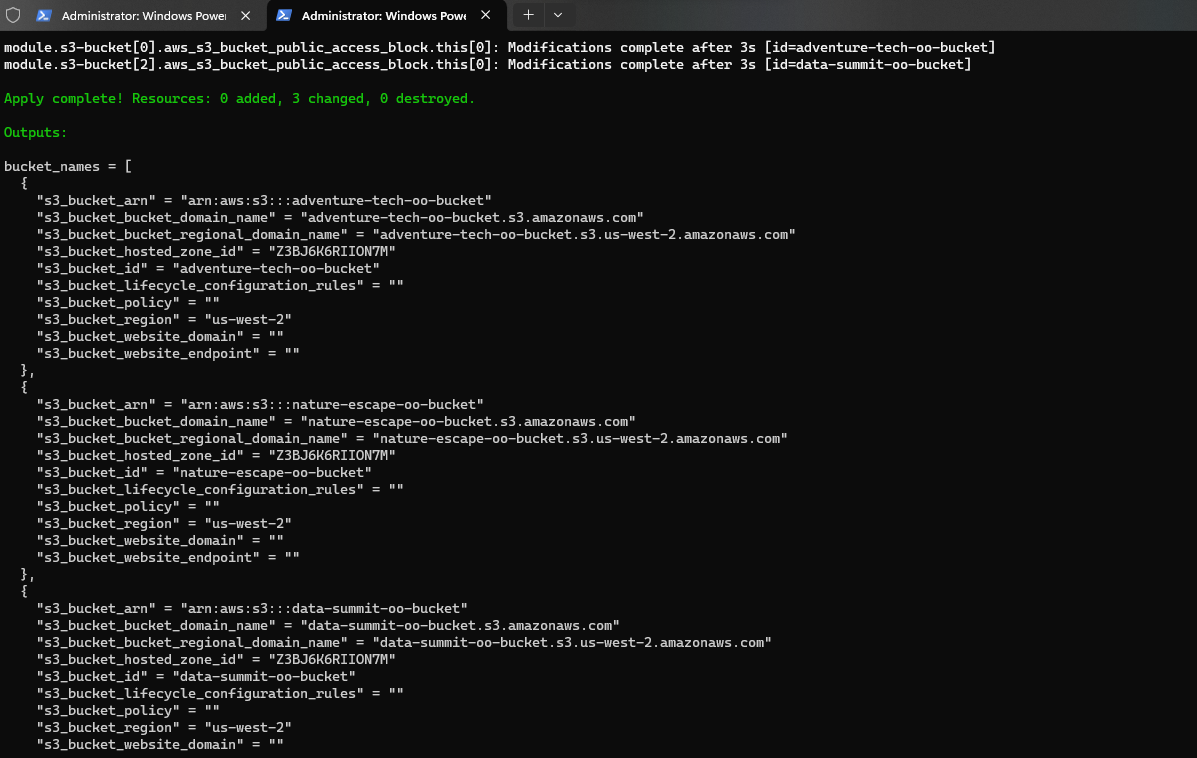 Administrator: Windows Power
Administrator: Windows Powe
module.s3-bucket[0].aws_s3_bucket_public_access_block.this[0]: Modifications complete after 3s [id=adventure-tech-oo-bucket]
module.s3-bucket[2].aws_s3_bucket_public_access_block.this[0]: Modifications complete after 3s [id=data-summit-oo-bucket]
Apply complete! Resources: 0 added, 3 changed, 0 destroyed.
Outputs:
bucket_names = [
  {
    "s3_bucket_arn" = "arn:aws:s3:::adventure-tech-oo-bucket"
    "s3_bucket_bucket_domain_name" = "adventure-tech-oo-bucket.s3.amazonaws.com"
    "s3_bucket_bucket_regional_domain_name" = "adventure-tech-oo-bucket.s3.us-west-2.amazonaws.com"
    "s3_bucket_hosted_zone_id" = "Z3BJ6K6RIION7M"
    "s3_bucket_id" = "adventure-tech-oo-bucket"
    "s3_bucket_lifecycle_configuration_rules" = ""
    "s3_bucket_policy" = ""
    "s3_bucket_region" = "us-west-2"
    "s3_bucket_website_domain" = ""
    "s3_bucket_website_endpoint" = ""
  },
  {
    "s3_bucket_arn" = "arn:aws:s3:::nature-escape-oo-bucket"
    "s3_bucket_bucket_domain_name" = "nature-escape-oo-bucket.s3.amazonaws.com"
    "s3_bucket_bucket_regional_domain_name" = "nature-escape-oo-bucket.s3.us-west-2.amazonaws.com"
    "s3_bucket_hosted_zone_id" = "Z3BJ6K6RIION7M"
    "s3_bucket_id" = "nature-escape-oo-bucket"
    "s3_bucket_lifecycle_configuration_rules" = ""
    "s3_bucket_policy" = ""
    "s3_bucket_region" = "us-west-2"
    "s3_bucket_website_domain" = ""
    "s3_bucket_website_endpoint" = ""
  },
  {
    "s3_bucket_arn" = "arn:aws:s3:::data-summit-oo-bucket"
    "s3_bucket_bucket_domain_name" = "data-summit-oo-bucket.s3.amazonaws.com"
    "s3_bucket_bucket_regional_domain_name" = "data-summit-oo-bucket.s3.us-west-2.amazonaws.com"
    "s3_bucket_hosted_zone_id" = "Z3BJ6K6RIION7M"
    "s3_bucket_id" = "data-summit-oo-bucket"
    "s3_bucket_lifecycle_configuration_rules" = ""
    "s3_bucket_policy" = ""
    "s3_bucket_region" = "us-west-2"
    "s3_bucket_website_domain" = ""